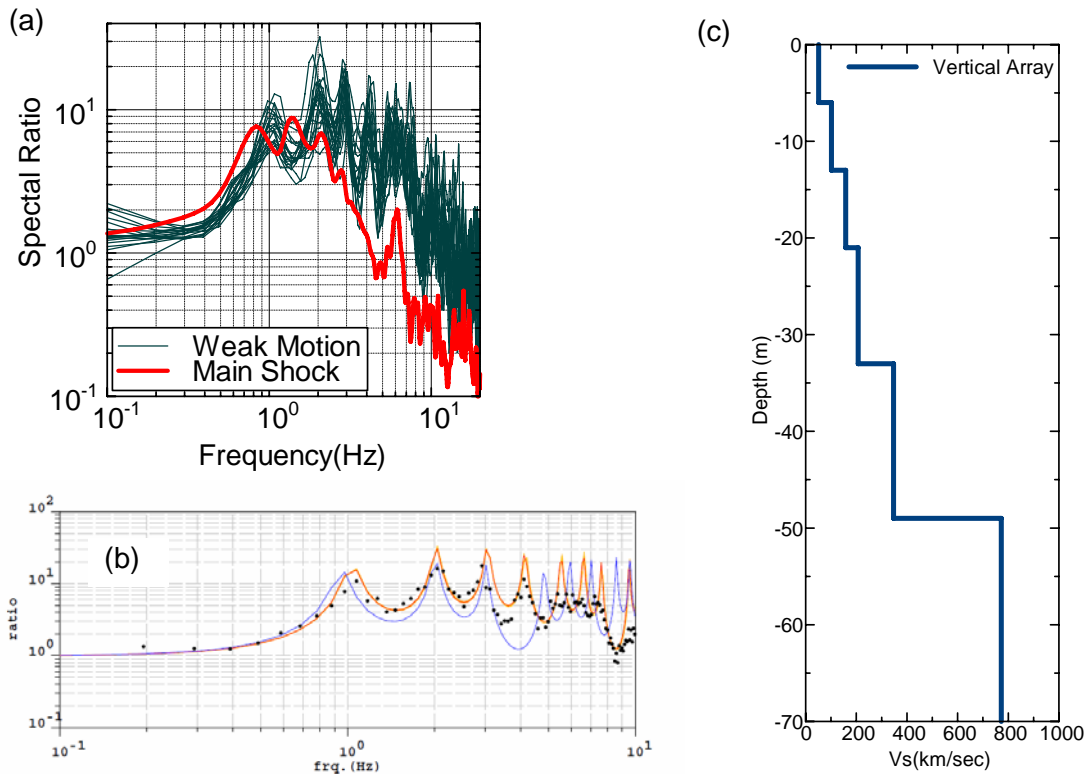 (a)
Spectral Ratio
10^1
10^0
10^-1
Weak Motion
Main Shock
10^-1
10^0
10^1
Frequency(Hz)
(b)
ratio
10^2
10^1
10^0
10^-1
10^-1
10^0
10^1
frq.(Hz)
(c)
Vertical Array
Depth (m)
0
-10
-20
-30
-40
-50
-60
-70
0
200
400
600
800
1000
Vs(km/sec)